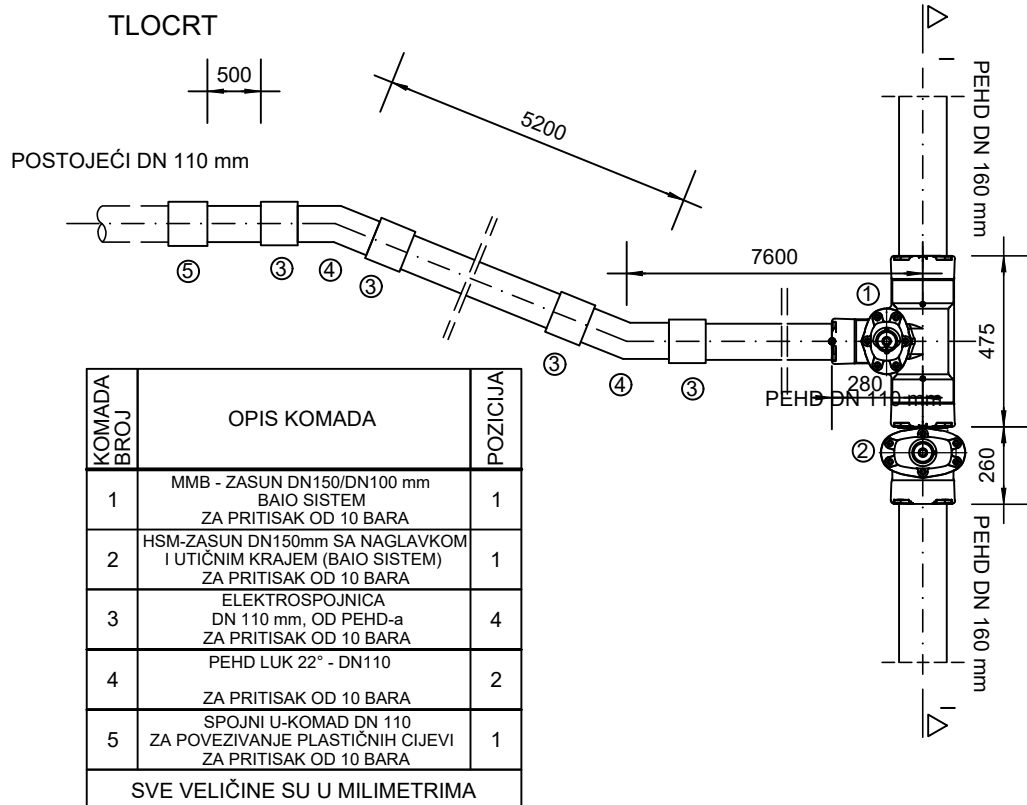 TLOCRT
500
5200
POSTOJEĆI DN 110 mm
PEHD DN 160 mm
7600
1
475
5
3
4
3
3
4
3
280
PEHD DN 110 mm
2
260
PEHD DN 160 mm
I
I
KOMADA BROJ
OPIS KOMADA
POZICIJA
1
MMB - ZASUN DN150/DN100 mm
BAIO SISTEM
ZA PRITISAK OD 10 BARA
1
2
HSM-ZASUN DN150mm SA NAGLAVKOM
I UTIČNIM KRAJEM (BAIO SISTEM)
ZA PRITISAK OD 10 BARA
1
3
ELEKTROSPOJNICA
DN 110 mm, OD PEHD-a
ZA PRITISAK OD 10 BARA
4
4
PEHD LUK 22° - DN110
ZA PRITISAK OD 10 BARA
2
5
SPOJNI U-KOMAD DN 110
ZA POVEZIVANJE PLASTIČNIH CIJEVI
ZA PRITISAK OD 10 BARA
1
SVE VELIČINE SU U MILIMETRIMA